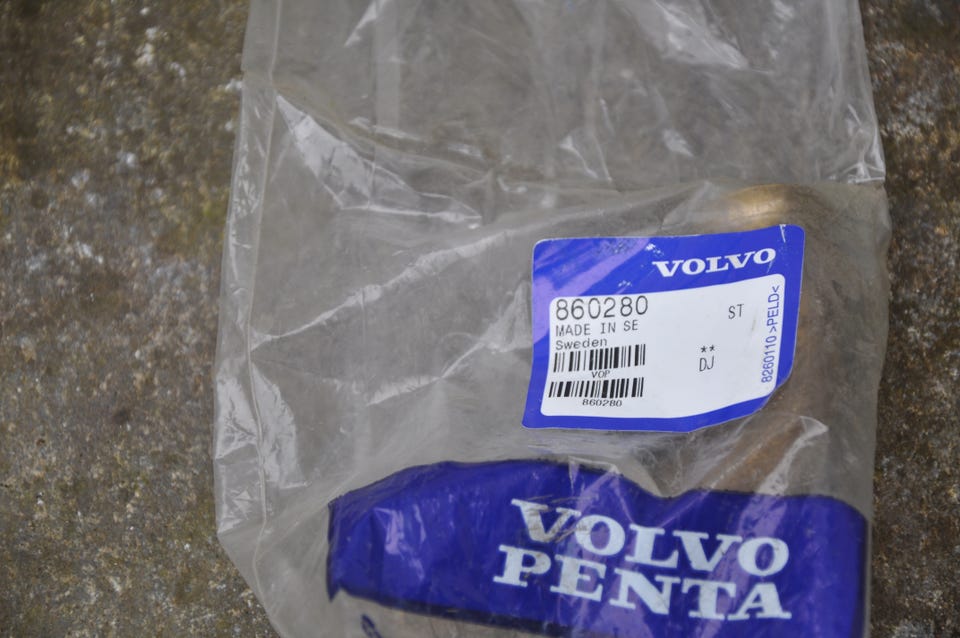 VOLVO
860280
ST
MADE IN SE
Sweden
**
DJ
VOP
860280
8260110 >PELD<
VOLVO
PENTA